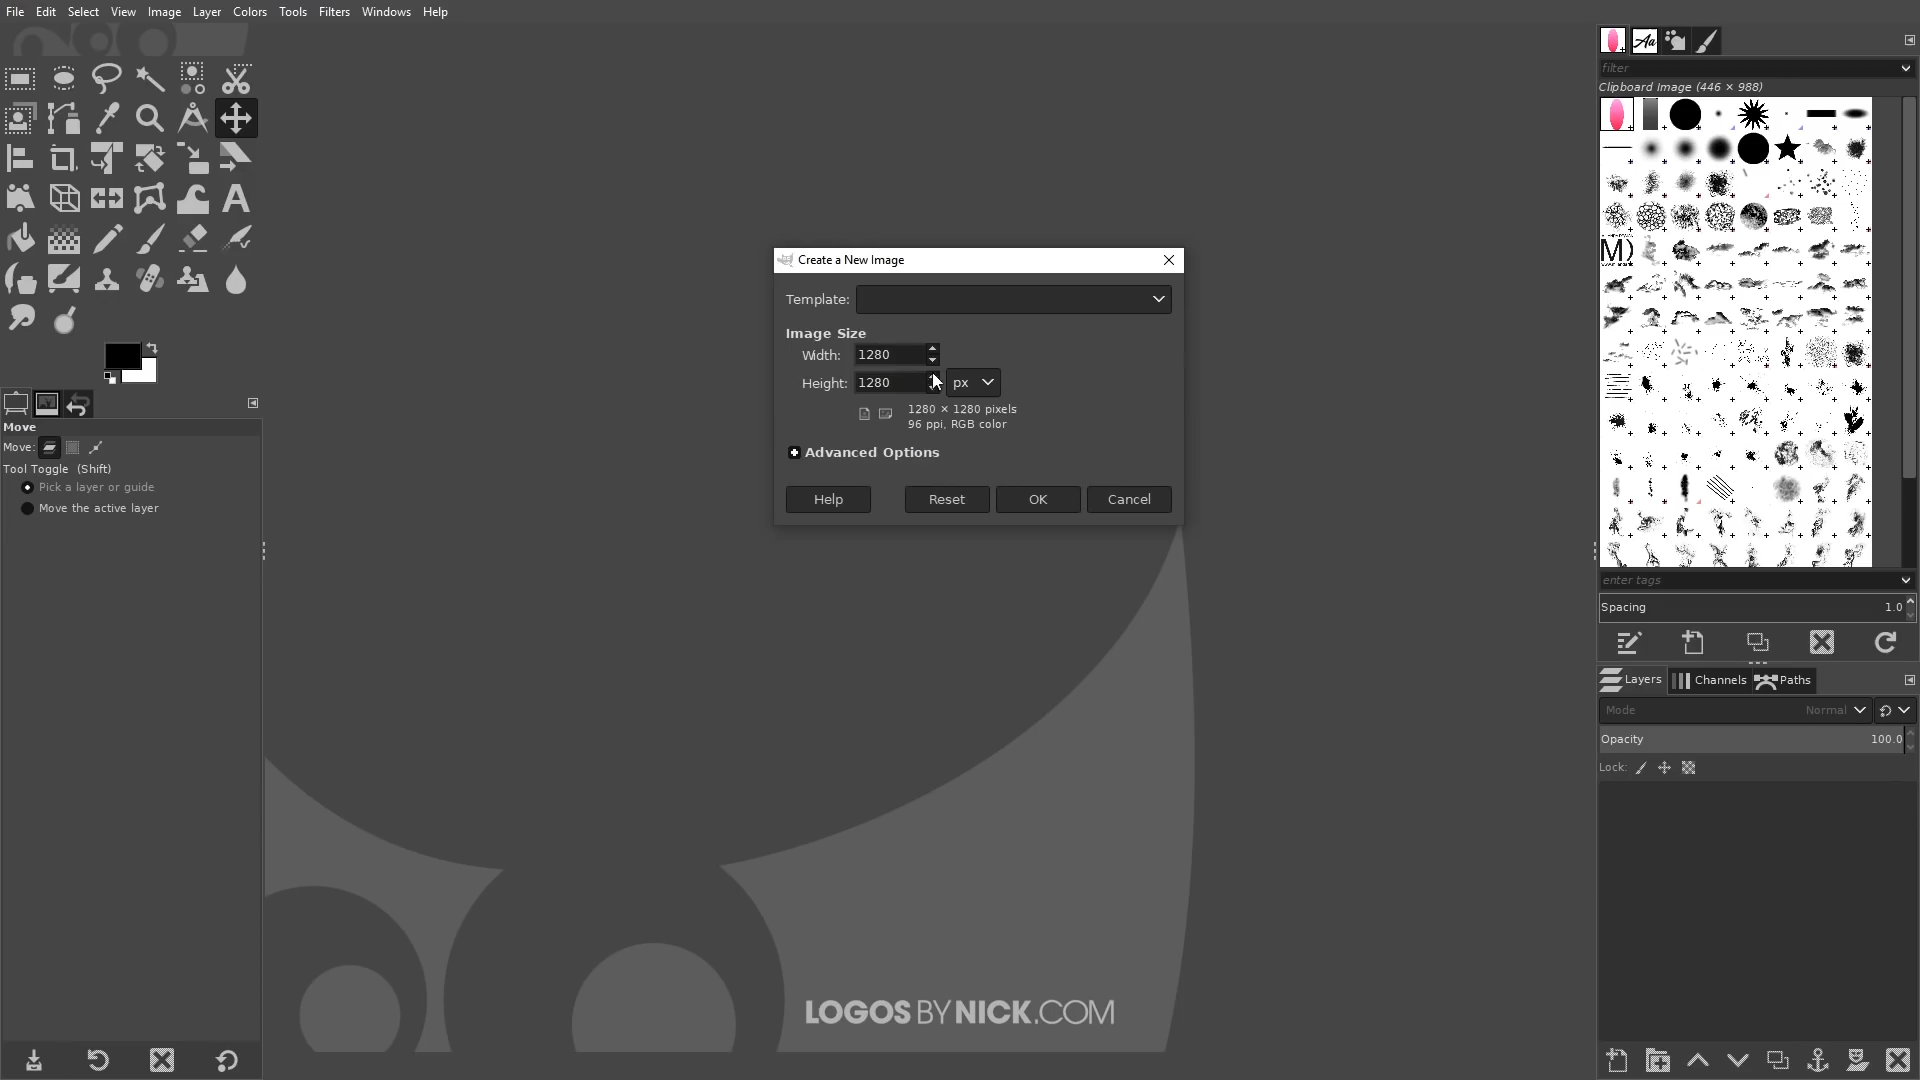 File Edit Select View Image Layer Colors Tools Filters Windows Help
filter
Clipboard Image (446 × 988)
Create a New Image
Template:
Image Size
Width: 1280
Height: 1280 px
1280 × 1280 pixels
96 ppi, RGB color
Advanced Options
Help Reset OK Cancel
Move
Move:
Tool Toggle (Shift)
Pick a layer or guide
Move the active layer
enter tags
Spacing 1.0
Layers Channels Paths
Mode Normal
Opacity 100.0
Lock:
LOGOS BY NICK.COM